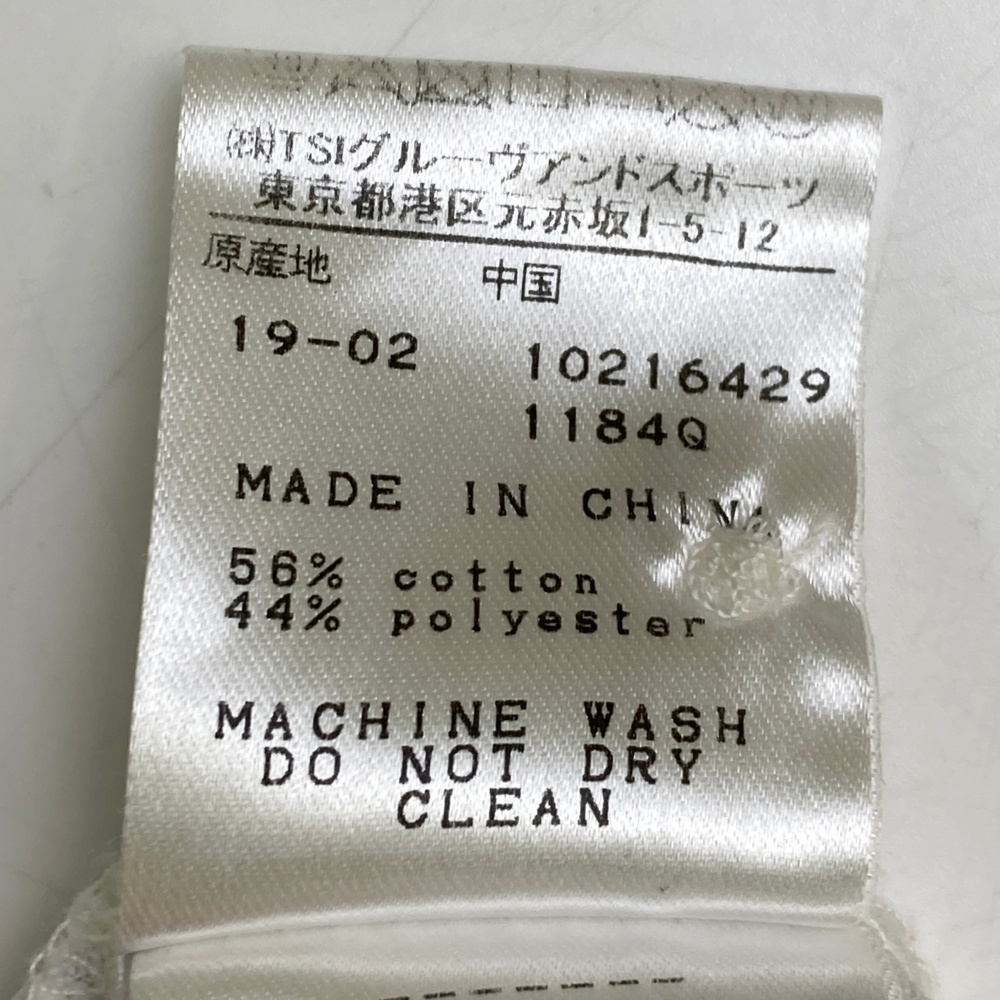 ㈱TSIグルーヴアンドスポーツ
東京都港区元赤坂1-5-12
原産地 中国
19-02 10216429
1184Q
MADE IN CHINA
56% cotton
44% polyester
MACHINE WASH
DO NOT DRY
CLEAN